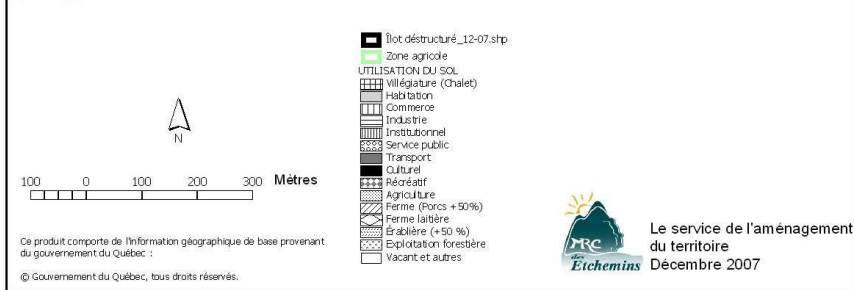 Îlot déstructuré_12-07.shp
Zone agricole
UTILISATION DU SOL
Villégiature (Chalet)
Habitation
Commerce
Industrie
Institutionnel
Service public
Transport
Culturel
Récréatif
Agriculture
Ferme (Porcs +50%)
Ferme laitière
Érablière (+50 %)
Exploitation forestière
Vacant et autres
N
100 0 100 200 300 Mètres
Ce produit comporte de l'information géographique de base provenant
du gouvernement du Québec :
© Gouvernement du Québec, tous droits réservés.
MRC
des
Etchemins
Le service de l'aménagement
du territoire
Décembre 2007